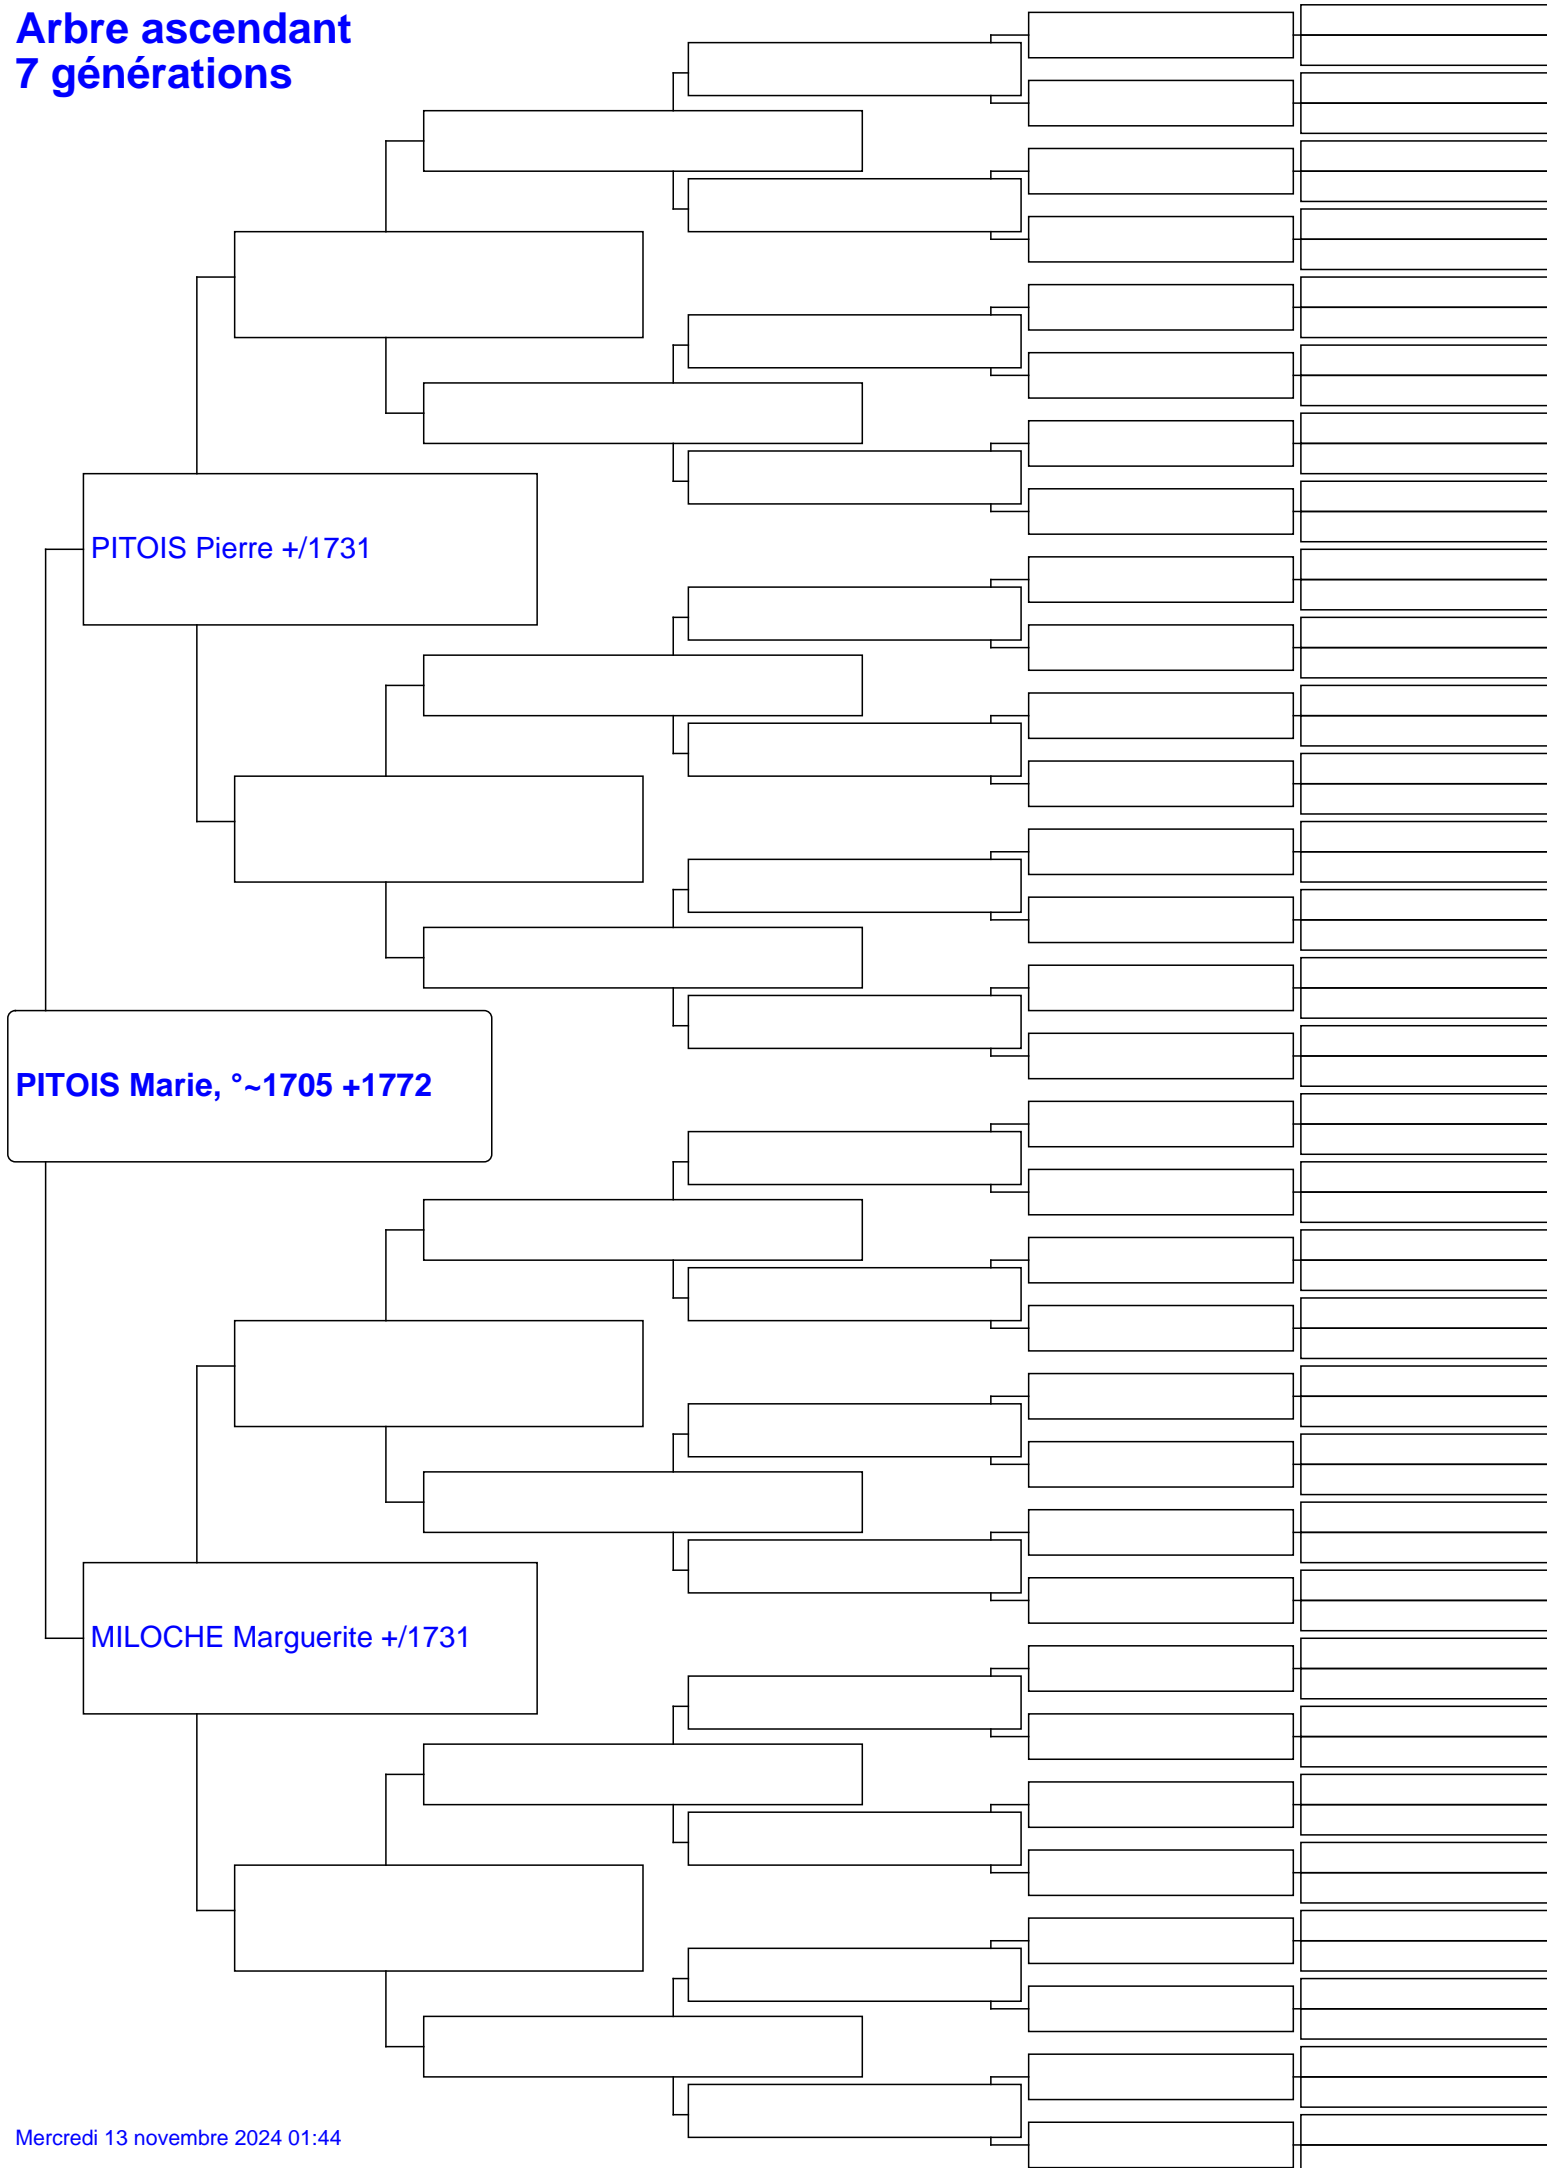 Arbre ascendant
7 générations
PITOIS Pierre +/1731
PITOIS Marie, °~1705 +1772
MILOCHE Marguerite +/1731
Mercredi 13 novembre 2024 01:44